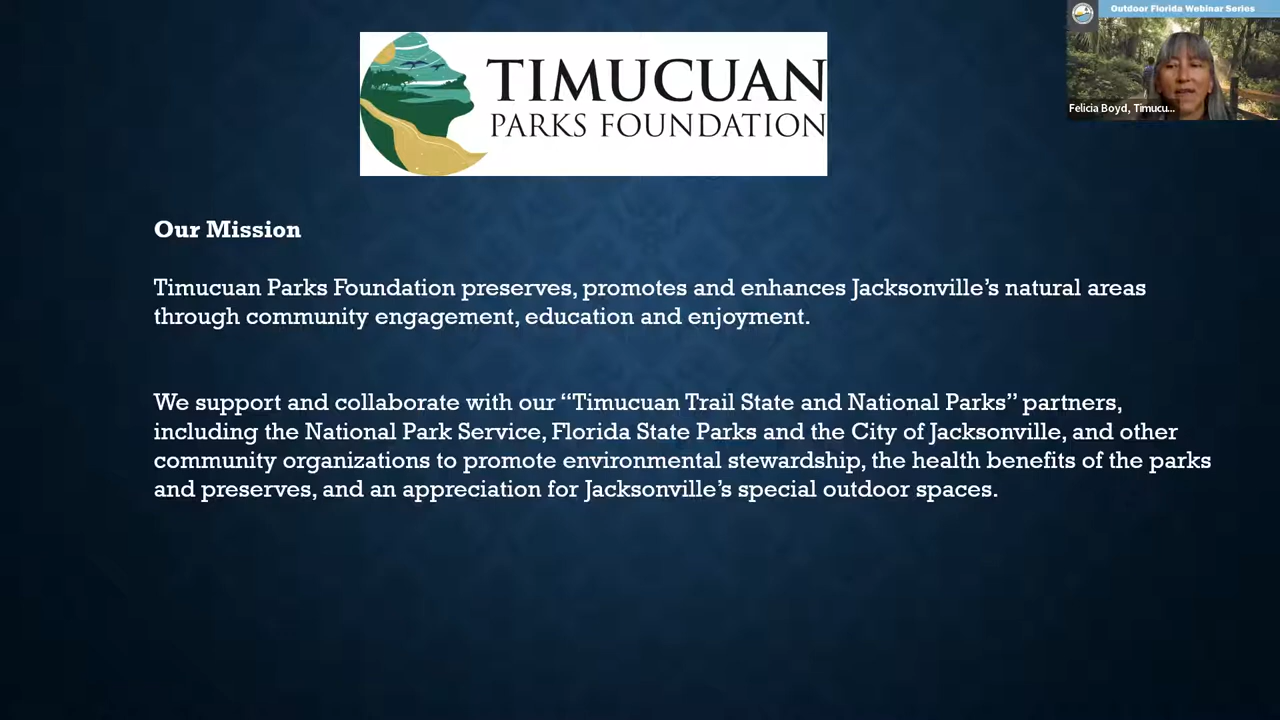 Outdoor Florida Webinar Series
TIMUCUAN
PARKS FOUNDATION
Felicia Boyd, Timucu...
Our Mission
Timucuan Parks Foundation preserves, promotes and enhances Jacksonville’s natural areas
through community engagement, education and enjoyment.
We support and collaborate with our “Timucuan Trail State and National Parks” partners,
including the National Park Service, Florida State Parks and the City of Jacksonville, and other
community organizations to promote environmental stewardship, the health benefits of the parks
and preserves, and an appreciation for Jacksonville’s special outdoor spaces.